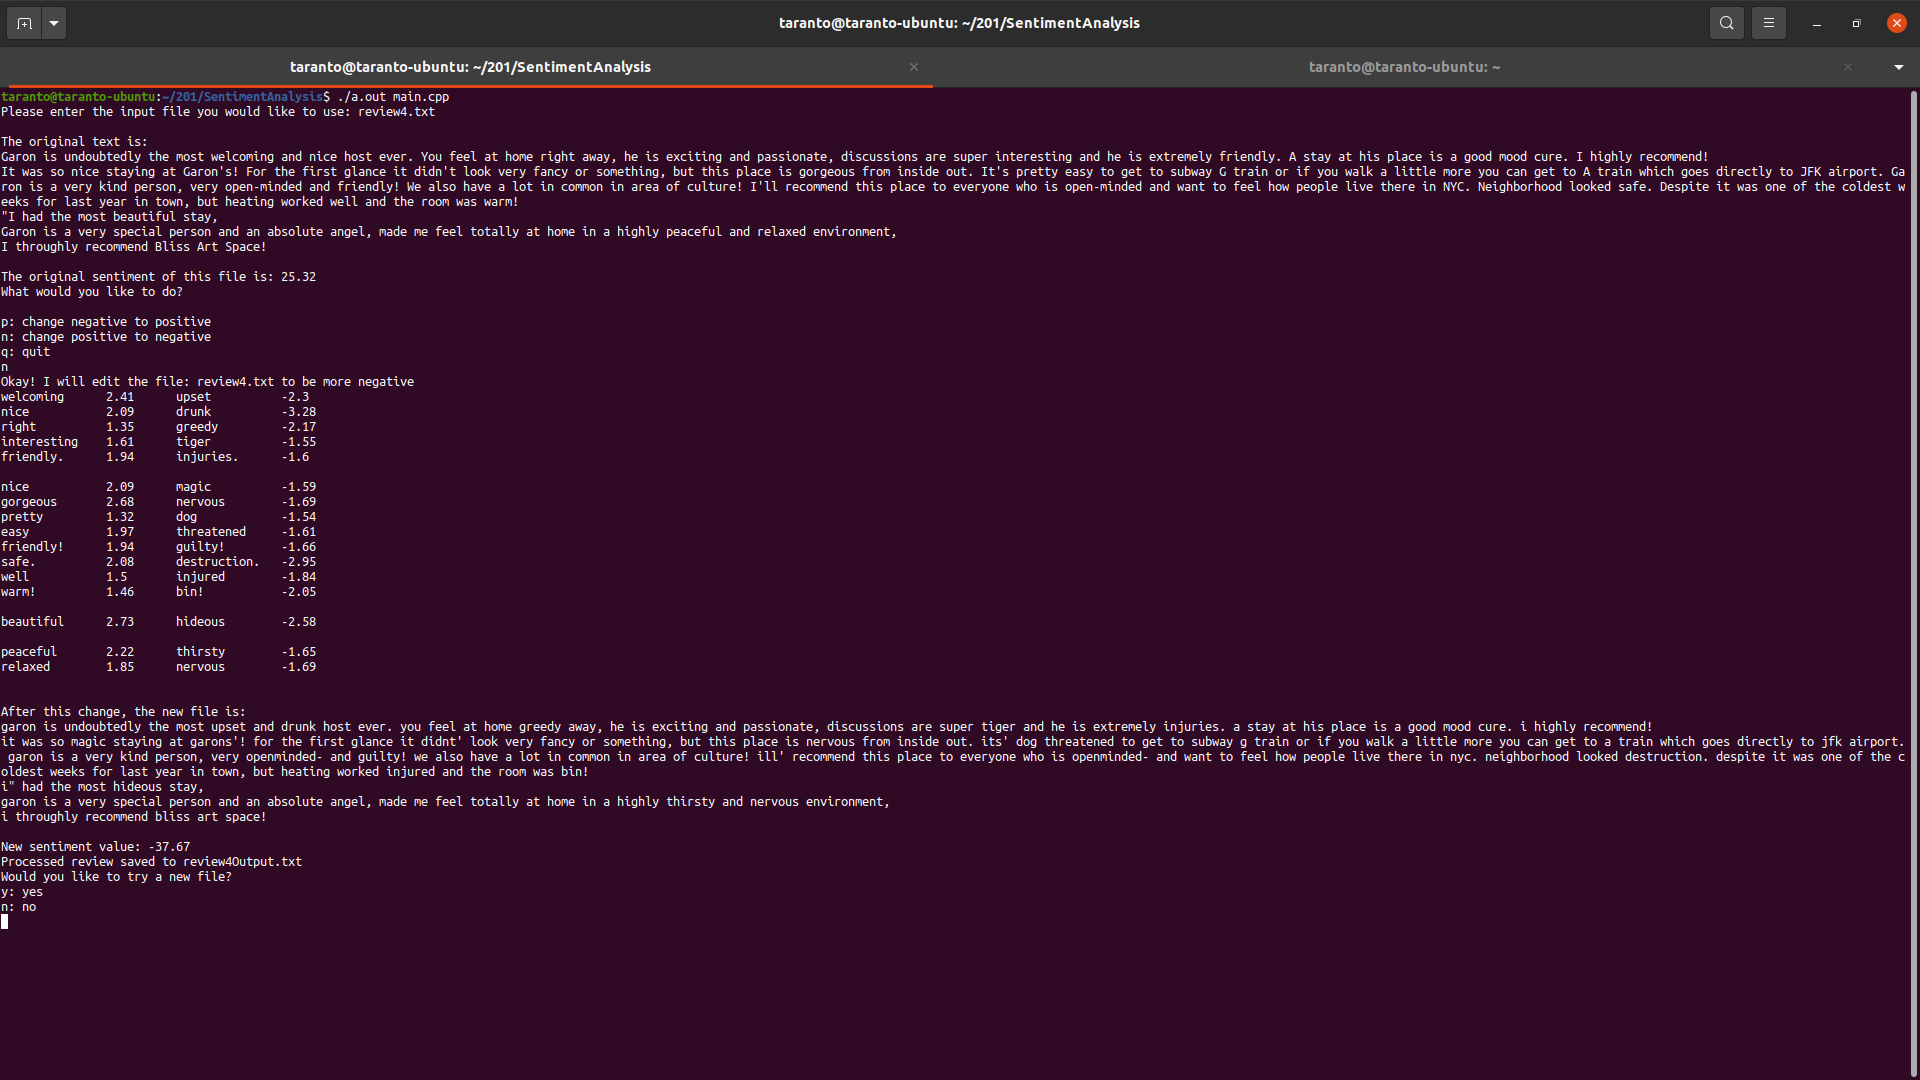 taranto@taranto-ubuntu: ~/201/SentimentAnalysis
taranto@taranto-ubuntu: ~/201/SentimentAnalysis
taranto@taranto-ubuntu: ~
taranto@taranto-ubuntu:~/201/SentimentAnalysis$ ./a.out main.cpp
Please enter the input file you would like to use: review4.txt
The original text is:
Garon is undoubtedly the most welcoming and nice host ever. You feel at home right away, he is exciting and passionate, discussions are super interesting and he is extremely friendly. A stay at his place is a good mood cure. I highly recommend!
It was so nice staying at Garon's! For the first glance it didn't look very fancy or something, but this place is gorgeous from inside out. It's pretty easy to get to subway G train or if you walk a little more you can get to A train which goes directly to JFK airport. Ga
ron is a very kind person, very open-minded and friendly! We also have a lot in common in area of culture! I'll recommend this place to everyone who is open-minded and want to feel how people live there in NYC. Neighborhood looked safe. Despite it was one of the coldest w
eeks for last year in town, but heating worked well and the room was warm!
"I had the most beautiful stay,
Garon is a very special person and an absolute angel, made me feel totally at home in a highly peaceful and relaxed environment,
I throughly recommend Bliss Art Space!
The original sentiment of this file is: 25.32
What would you like to do?
p: change negative to positive
n: change positive to negative
q: quit
n
Okay! I will edit the file: review4.txt to be more negative
welcoming 2.41 upset -2.3
nice 2.09 drunk -3.28
right 1.35 greedy -2.17
interesting 1.61 tiger -1.55
friendly. 1.94 injuries. -1.6
nice 2.09 magic -1.59
gorgeous 2.68 nervous -1.69
pretty 1.32 dog -1.54
easy 1.97 threatened -1.61
friendly! 1.94 guilty! -1.66
safe. 2.08 destruction. -2.95
well 1.5 injured -1.84
warm! 1.46 bin! -2.05
beautiful 2.73 hideous -2.58
peaceful 2.22 thirsty -1.65
relaxed 1.85 nervous -1.69
After this change, the new file is:
garon is undoubtedly the most upset and drunk host ever. you feel at home greedy away, he is exciting and passionate, discussions are super tiger and he is extremely injuries. a stay at his place is a good mood cure. i highly recommend!
it was so magic staying at garons'! for the first glance it didnt' look very fancy or something, but this place is nervous from inside out. its' dog threatened to get to subway g train or if you walk a little more you can get to a train which goes directly to jfk airport.
garon is a very kind person, very openminded- and guilty! we also have a lot in common in area of culture! ill' recommend this place to everyone who is openminded- and want to feel how people live there in nyc. neighborhood looked destruction. despite it was one of the c
oldest weeks for last year in town, but heating worked injured and the room was bin!
i" had the most hideous stay,
garon is a very special person and an absolute angel, made me feel totally at home in a highly thirsty and nervous environment,
i throughly recommend bliss art space!
New sentiment value: -37.67
Processed review saved to review4Output.txt
Would you like to try a new file?
y: yes
n: no